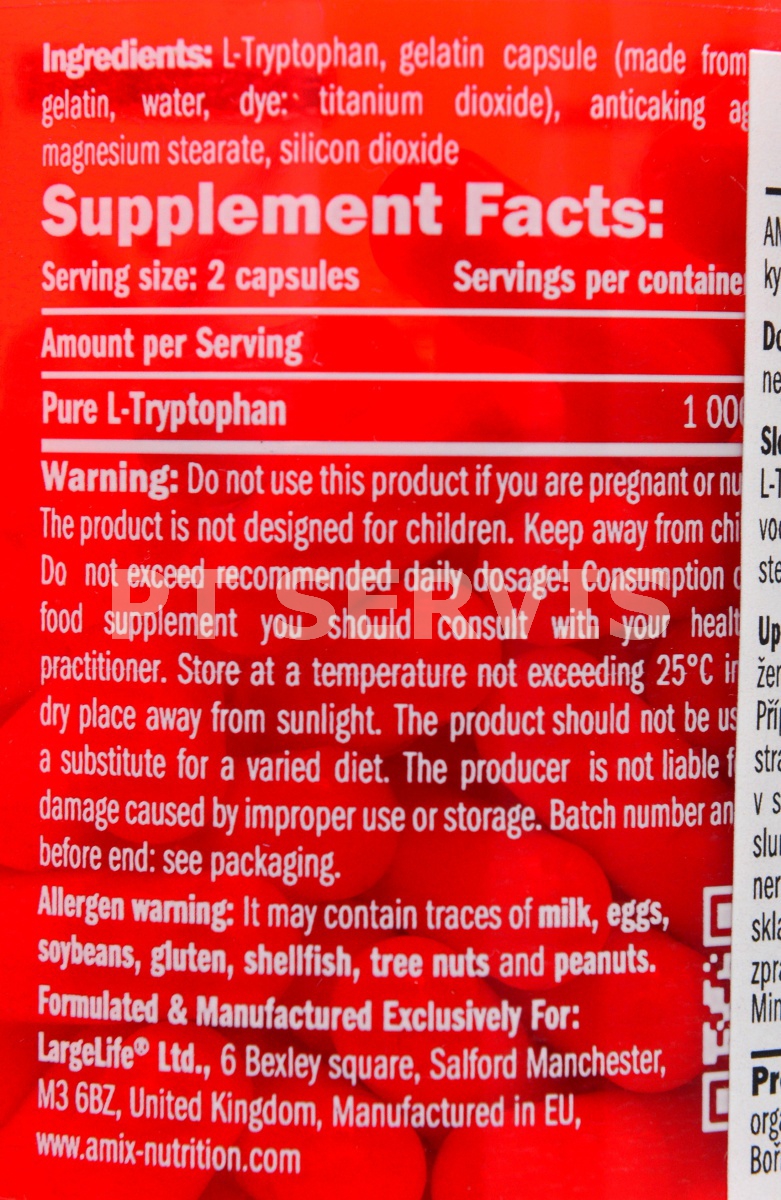 Ingredients: L-Tryptophan, gelatin capsule (made from
gelatin, water, dye: titanium dioxide), anticaking
magnesium stearate, silicon dioxide
Supplement Facts:
Serving size: 2 capsules Servings per
Amount per Serving
Pure L-Tryptophan 1
Warning: Do not use this product if you are pregnant or
The product is not designed for children. Keep away from
Do not exceed recommended daily dosage! Consumption
food supplement you should consult with your
practitioner. Store at a temperature not exceeding 25°C
dry place away from sunlight. The product should not be
a substitute for a varied diet. The producer is not liable
damage caused by improper use or storage. Batch number
before end: see packaging.
Allergen warning: It may contain traces of milk, eggs,
soybeans, gluten, shellfish, tree nuts and peanuts.
Formulated & Manufactured Exclusively For:
LargeLife® Ltd., 6 Bexley square, Salford Manchester,
M3 6BZ, United Kingdom, Manufactured in EU,
www.amix-nutrition.com
PT SERVIS